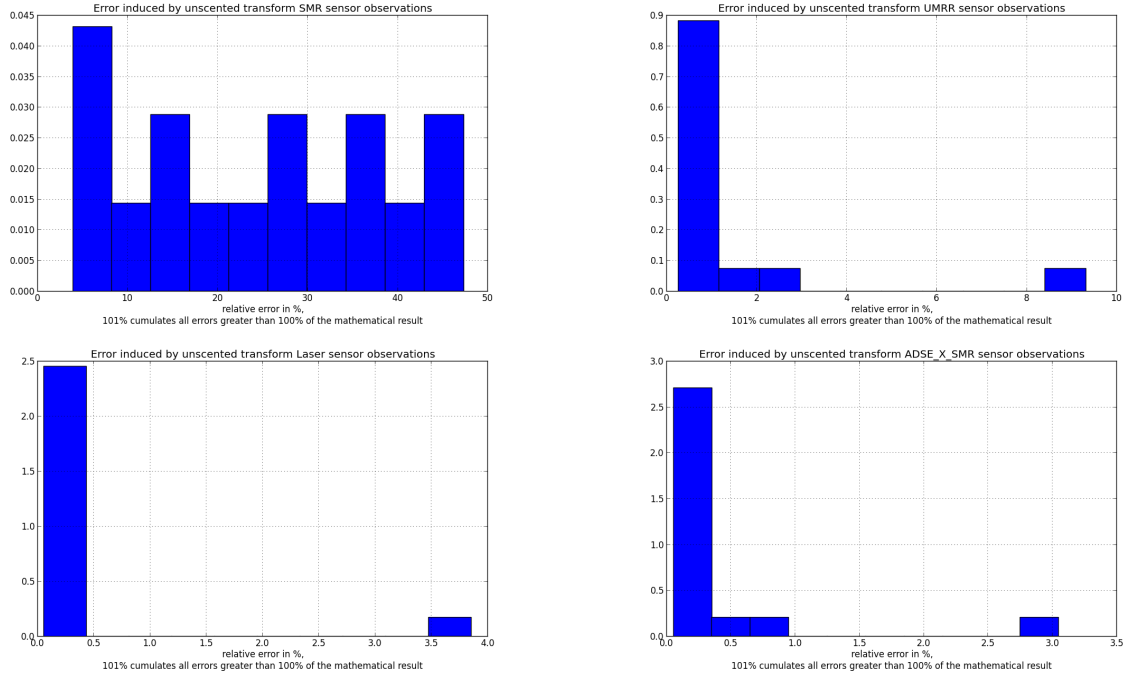 Error induced by unscented transform SMR sensor observations
0.045
0.040
0.035
0.030
0.025
0.020
0.015
0.010
0.005
0.000
0 10 20 30 40 50
relative error in %,
101% cumulates all errors greater than 100% of the mathematical result
Error induced by unscented transform UMRR sensor observations
0.9
0.8
0.7
0.6
0.5
0.4
0.3
0.2
0.1
0.0
0 2 4 6 8 10
relative error in %,
101% cumulates all errors greater than 100% of the mathematical result
Error induced by unscented transform Laser sensor observations
2.5
2.0
1.5
1.0
0.5
0.0
0.0 0.5 1.0 1.5 2.0 2.5 3.0 3.5 4.0
relative error in %,
101% cumulates all errors greater than 100% of the mathematical result
Error induced by unscented transform ADSE_X_SMR sensor observations
3.0
2.5
2.0
1.5
1.0
0.5
0.0
0.0 0.5 1.0 1.5 2.0 2.5 3.0 3.5
relative error in %,
101% cumulates all errors greater than 100% of the mathematical result